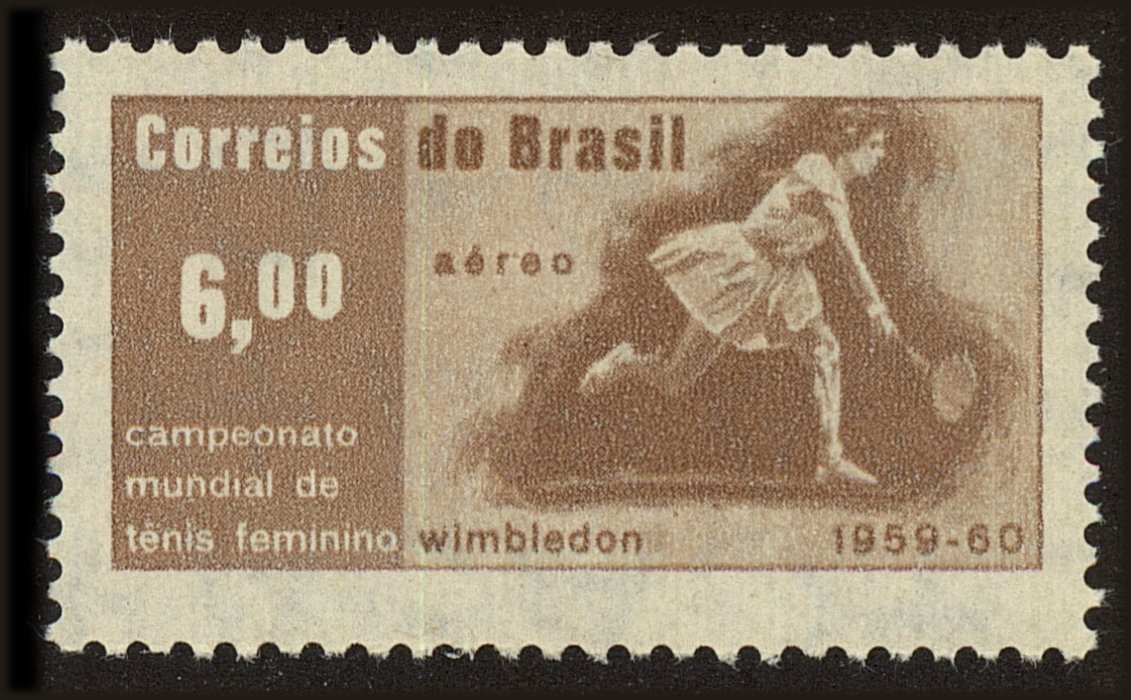 Correios do Brasil
aéreo
6,00
campeonato
mundial de
tênis feminino wimbledon 1959-60